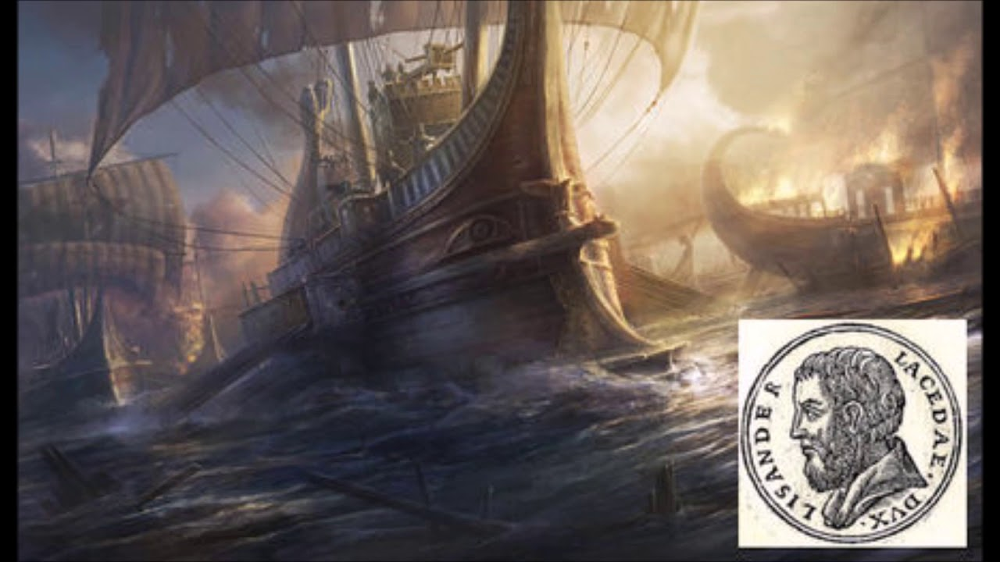 LISANDER LACEDAE. DVX.